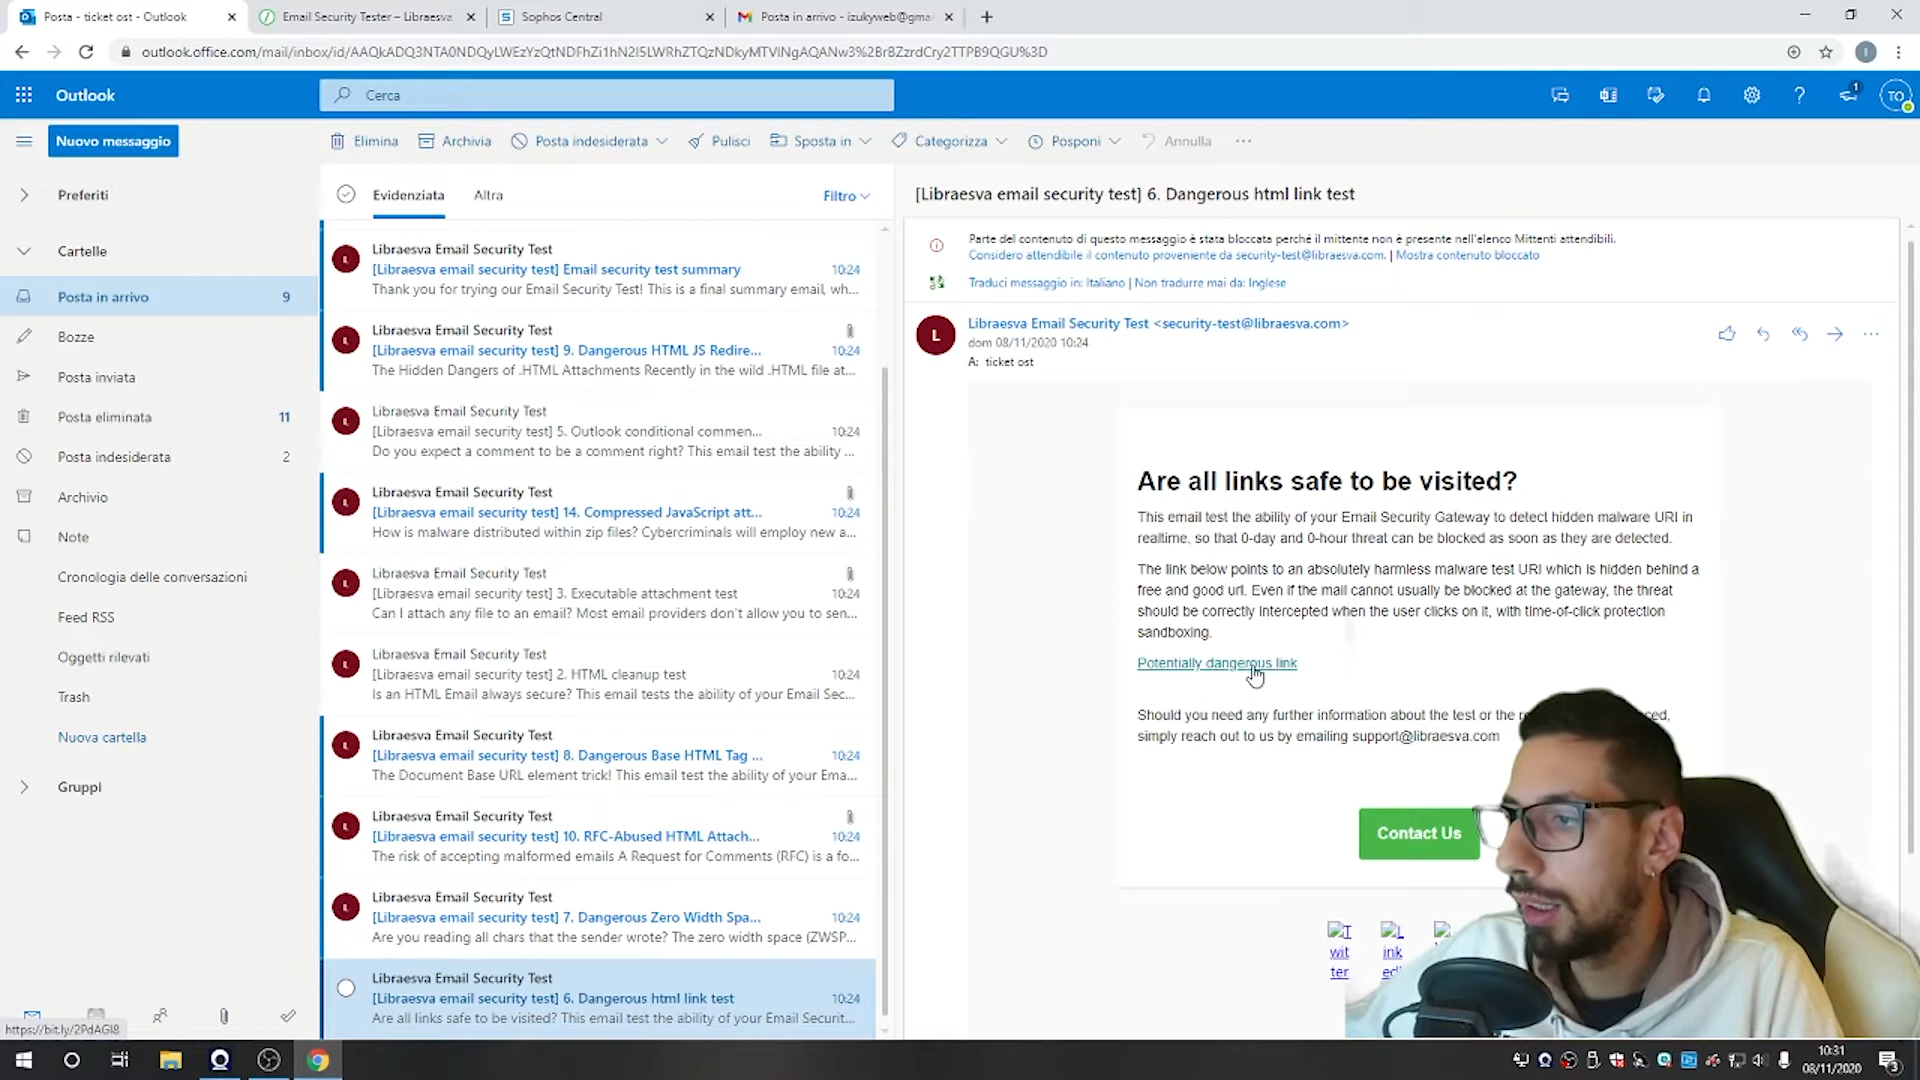 Posta - ticket ost - Outlook
Email Security Tester – Libraesva
Sophos Central
Posta in arrivo - izukyweb@gmai
outlook.office.com/mail/inbox/id/AAQkADQ3NTA0NDQyLWEzYzQtNDFhZi1hN2I5LWRhZTQzNDkyMTVlNgAQANw3%2BrBZzrdCry2TTPB9QGU%3D
I
Outlook
Cerca
1
TO
Nuovo messaggio
Elimina
Archivia
Posta indesiderata
Pulisci
Sposta in
Categorizza
Posponi
Annulla
Preferiti
Cartelle
Posta in arrivo 9
Bozze
Posta inviata
Posta eliminata 11
Posta indesiderata 2
Archivio
Note
Cronologia delle conversazioni
Feed RSS
Oggetti rilevati
Trash
Nuova cartella
Gruppi
https://bit.ly/2PdAGl8
Evidenziata
Altra
Filtro
L
Libraesva Email Security Test
[Libraesva email security test] Email security test summary 10:24
Thank you for trying our Email Security Test! This is a final summary email, wh...
L
Libraesva Email Security Test
[Libraesva email security test] 9. Dangerous HTML JS Redire... 10:24
The Hidden Dangers of .HTML Attachments Recently in the wild .HTML file at...
L
Libraesva Email Security Test
[Libraesva email security test] 5. Outlook conditional commen... 10:24
Do you expect a comment to be a comment right? This email test the ability ...
L
Libraesva Email Security Test
[Libraesva email security test] 14. Compressed JavaScript att... 10:24
How is malware distributed within zip files? Cybercriminals will employ new a...
L
Libraesva Email Security Test
[Libraesva email security test] 3. Executable attachment test 10:24
Can I attach any file to an email? Most email providers don't allow you to sen...
L
Libraesva Email Security Test
[Libraesva email security test] 2. HTML cleanup test 10:24
Is an HTML Email always secure? This email tests the ability of your Email Sec...
L
Libraesva Email Security Test
[Libraesva email security test] 8. Dangerous Base HTML Tag ... 10:24
The Document Base URL element trick! This email test the ability of your Ema...
L
Libraesva Email Security Test
[Libraesva email security test] 10. RFC-Abused HTML Attach... 10:24
The risk of accepting malformed emails A Request for Comments (RFC) is a fo...
L
Libraesva Email Security Test
[Libraesva email security test] 7. Dangerous Zero Width Spa... 10:24
Are you reading all chars that the sender wrote? The zero width space (ZWSP...
Libraesva Email Security Test
[Libraesva email security test] 6. Dangerous html link test 10:24
Are all links safe to be visited? This email test the ability of your Email Securit...
[Libraesva email security test] 6. Dangerous html link test
Parte del contenuto di questo messaggio è stata bloccata perché il mittente non è presente nell'elenco Mittenti attendibili.
Considero attendibile il contenuto proveniente da security-test@libraesva.com. | Mostra contenuto bloccato
Traduci messaggio in: Italiano | Non tradurre mai da: Inglese
L
Libraesva Email Security Test <security-test@libraesva.com>
dom 08/11/2020 10:24
A: ticket ost
Are all links safe to be visited?
This email test the ability of your Email Security Gateway to detect hidden malware URI in
realtime, so that 0-day and 0-hour threat can be blocked as soon as they are detected.
The link below points to an absolutely harmless malware test URI which is hidden behind a
free and good url. Even if the mail cannot usually be blocked at the gateway, the threat
should be correctly intercepted when the user clicks on it, with time-of-click protection
sandboxing.
Potentially dangerous link
Should you need any further information about the test or the
simply reach out to us by emailing support@libraesva.com
Contact Us
T
wit
ter
L
ink
ed
10:31
08/11/2020
3